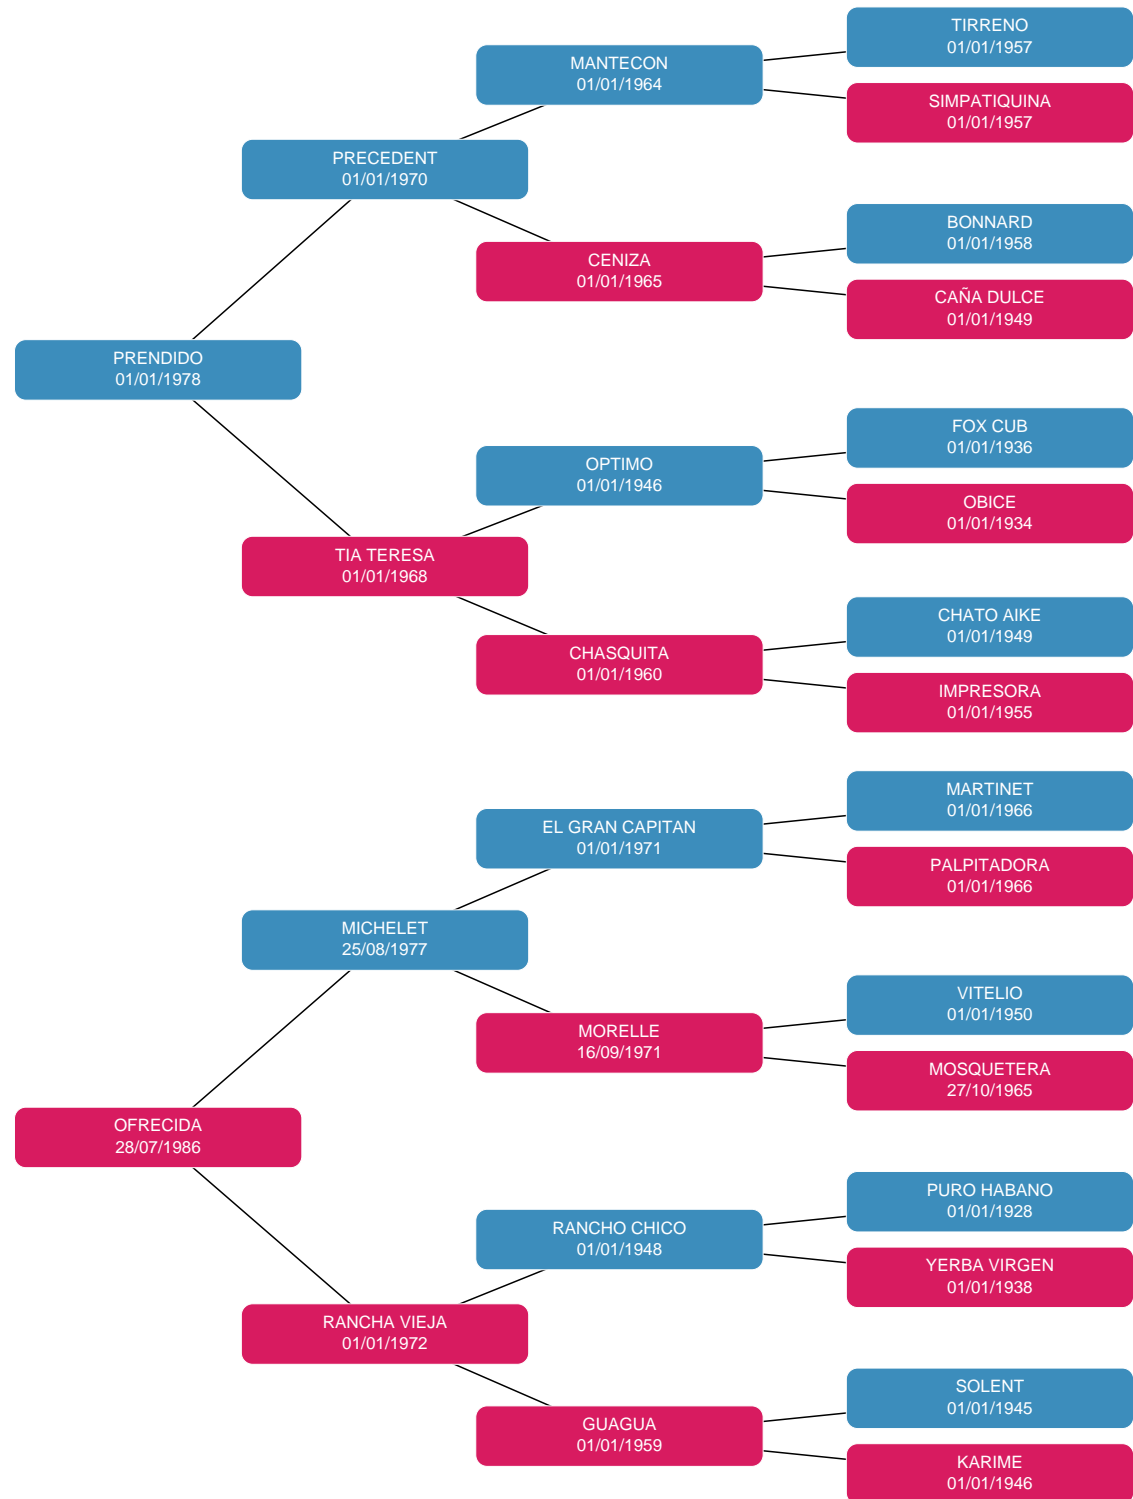 TIRRENO
01/01/1957
MANTECON
01/01/1964
SIMPATIQUINA
01/01/1957
PRECEDENT
01/01/1970
BONNARD
01/01/1958
CENIZA
01/01/1965
CAÑA DULCE
01/01/1949
PRENDIDO
01/01/1978
FOX CUB
01/01/1936
OPTIMO
01/01/1946
OBICE
01/01/1934
TIA TERESA
01/01/1968
CHATO AIKE
01/01/1949
CHASQUITA
01/01/1960
IMPRESORA
01/01/1955
MARTINET
01/01/1966
EL GRAN CAPITAN
01/01/1971
PALPITADORA
01/01/1966
MICHELET
25/08/1977
VITELIO
01/01/1950
MORELLE
16/09/1971
MOSQUETERA
27/10/1965
OFRECIDA
28/07/1986
PURO HABANO
01/01/1928
RANCHO CHICO
01/01/1948
YERBA VIRGEN
01/01/1938
RANCHA VIEJA
01/01/1972
SOLENT
01/01/1945
GUAGUA
01/01/1959
KARIME
01/01/1946